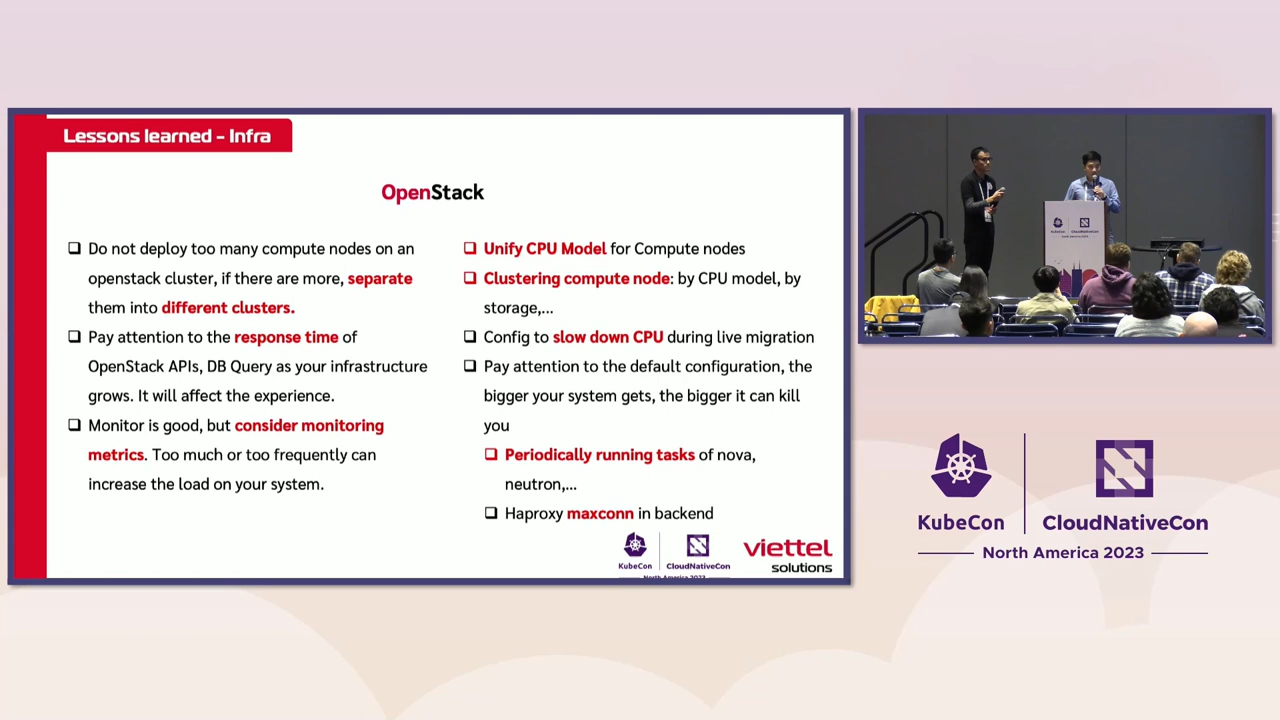 Lessons learned - Infra
OpenStack
❑ Do not deploy too many compute nodes on an
openstack cluster, if there are more, separate
them into different clusters.
❑ Pay attention to the response time of
OpenStack APIs, DB Query as your infrastructure
grows. It will affect the experience.
❑ Monitor is good, but consider monitoring
metrics. Too much or too frequently can
increase the load on your system.
❑ Unify CPU Model for Compute nodes
❑ Clustering compute node: by CPU model, by
storage,...
❑ Config to slow down CPU during live migration
❑ Pay attention to the default configuration, the
bigger your system gets, the bigger it can kill
you
❑ Periodically running tasks of nova,
neutron,...
❑ Haproxy maxconn in backend
KubeCon
CloudNativeCon
North America 2023
viettel
solutions
KubeCon
CloudNativeCon
KubeCon
CloudNativeCon
North America 2023